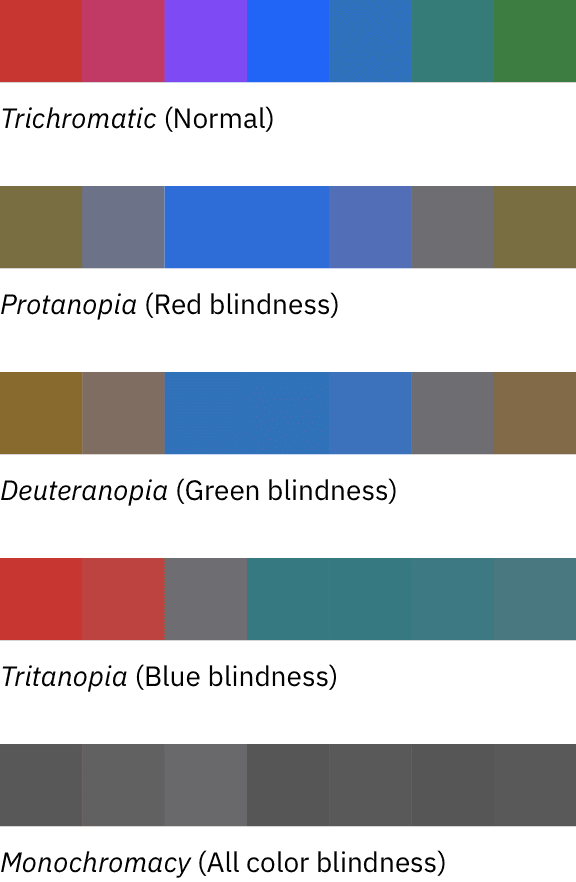 Trichromatic (Normal)
Protanopia (Red blindness)
Deuteranopia (Green blindness)
Tritanopia (Blue blindness)
Monochromacy (All color blindness)